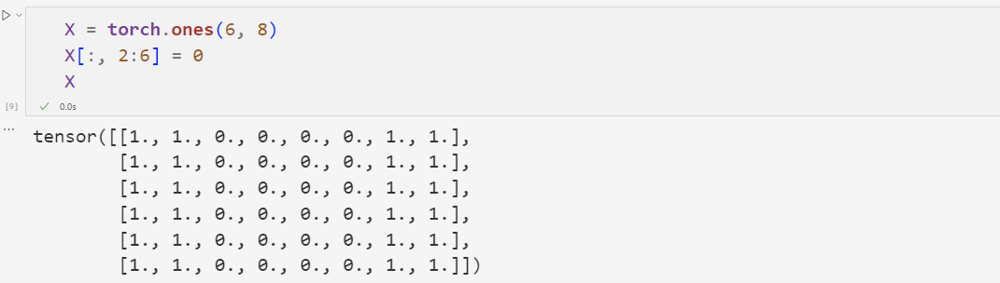 X = torch.ones(6, 8)
X[:, 2:6] = 0
X
[9] 0.0s
tensor([[1., 1., 0., 0., 0., 0., 1., 1.],
[1., 1., 0., 0., 0., 0., 1., 1.],
[1., 1., 0., 0., 0., 0., 1., 1.],
[1., 1., 0., 0., 0., 0., 1., 1.],
[1., 1., 0., 0., 0., 0., 1., 1.],
[1., 1., 0., 0., 0., 0., 1., 1.]])